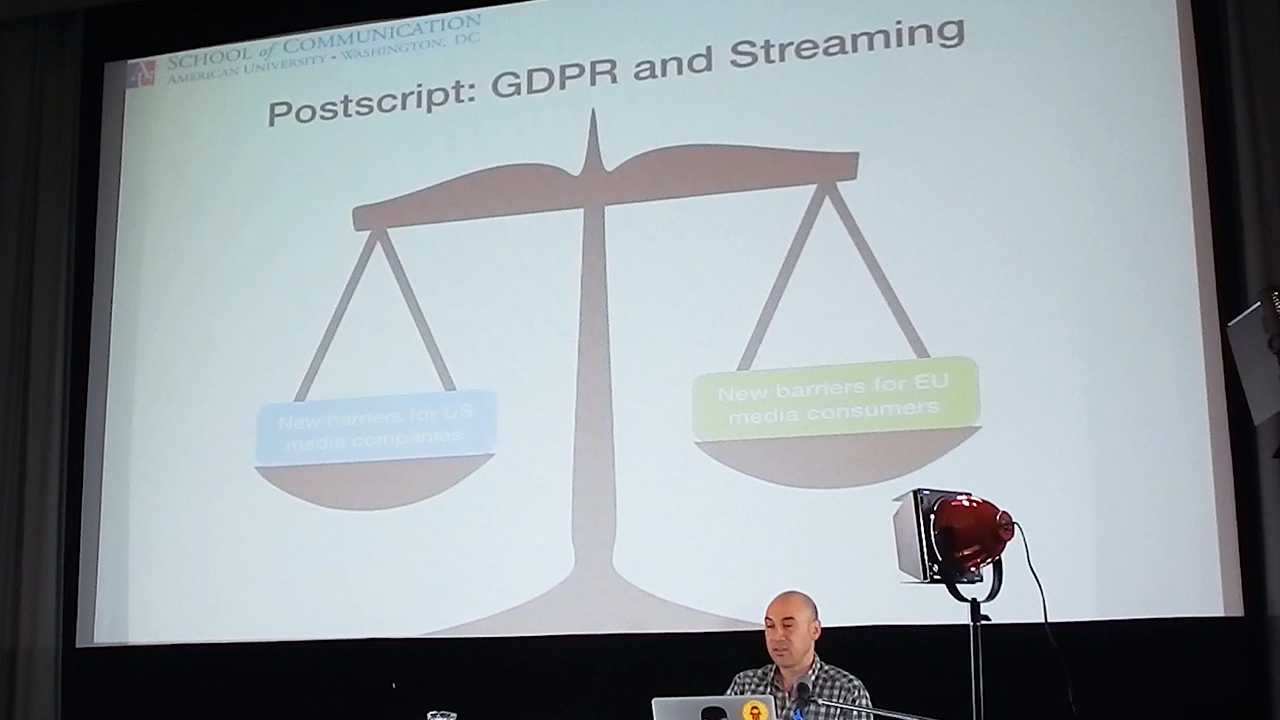 SCHOOL of COMMUNICATION
AMERICAN UNIVERSITY • WASHINGTON, DC
Postscript: GDPR and Streaming
New barriers for US
media companies
New barriers for EU
media consumers